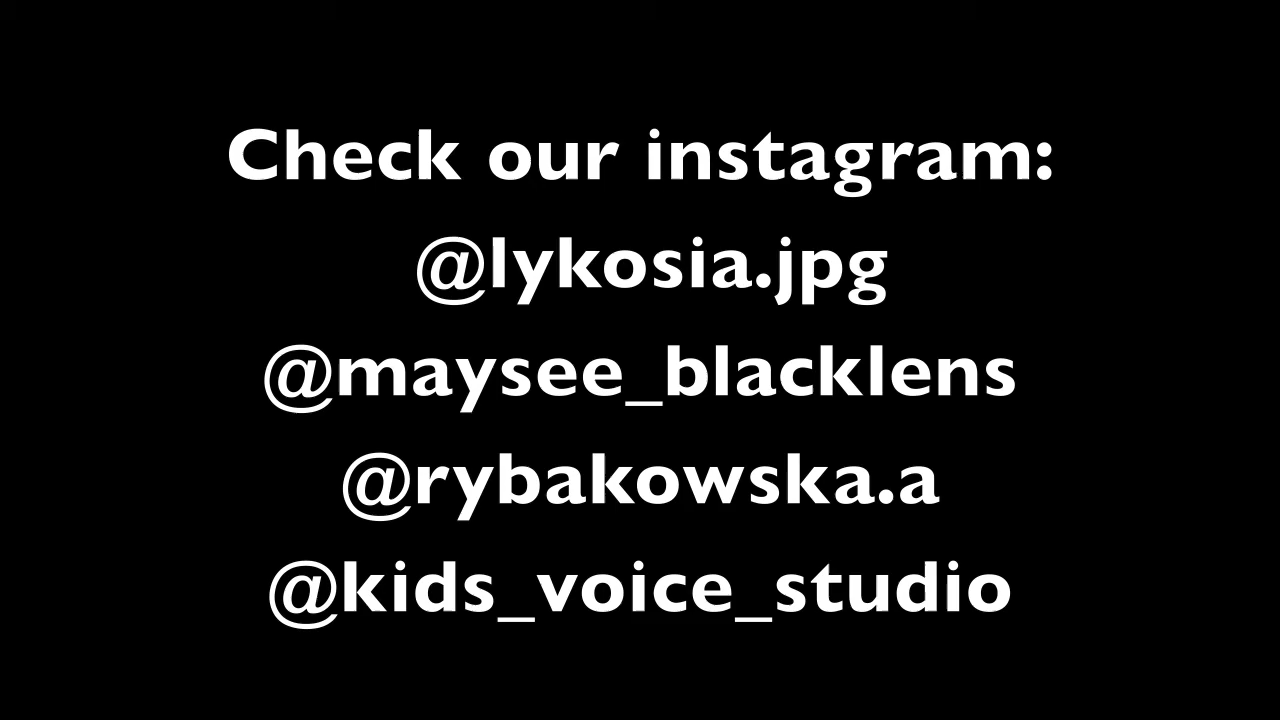 Check our instagram:
@lykosia.jpg
@maysee_blacklens
@rybakowska.a
@kids_voice_studio